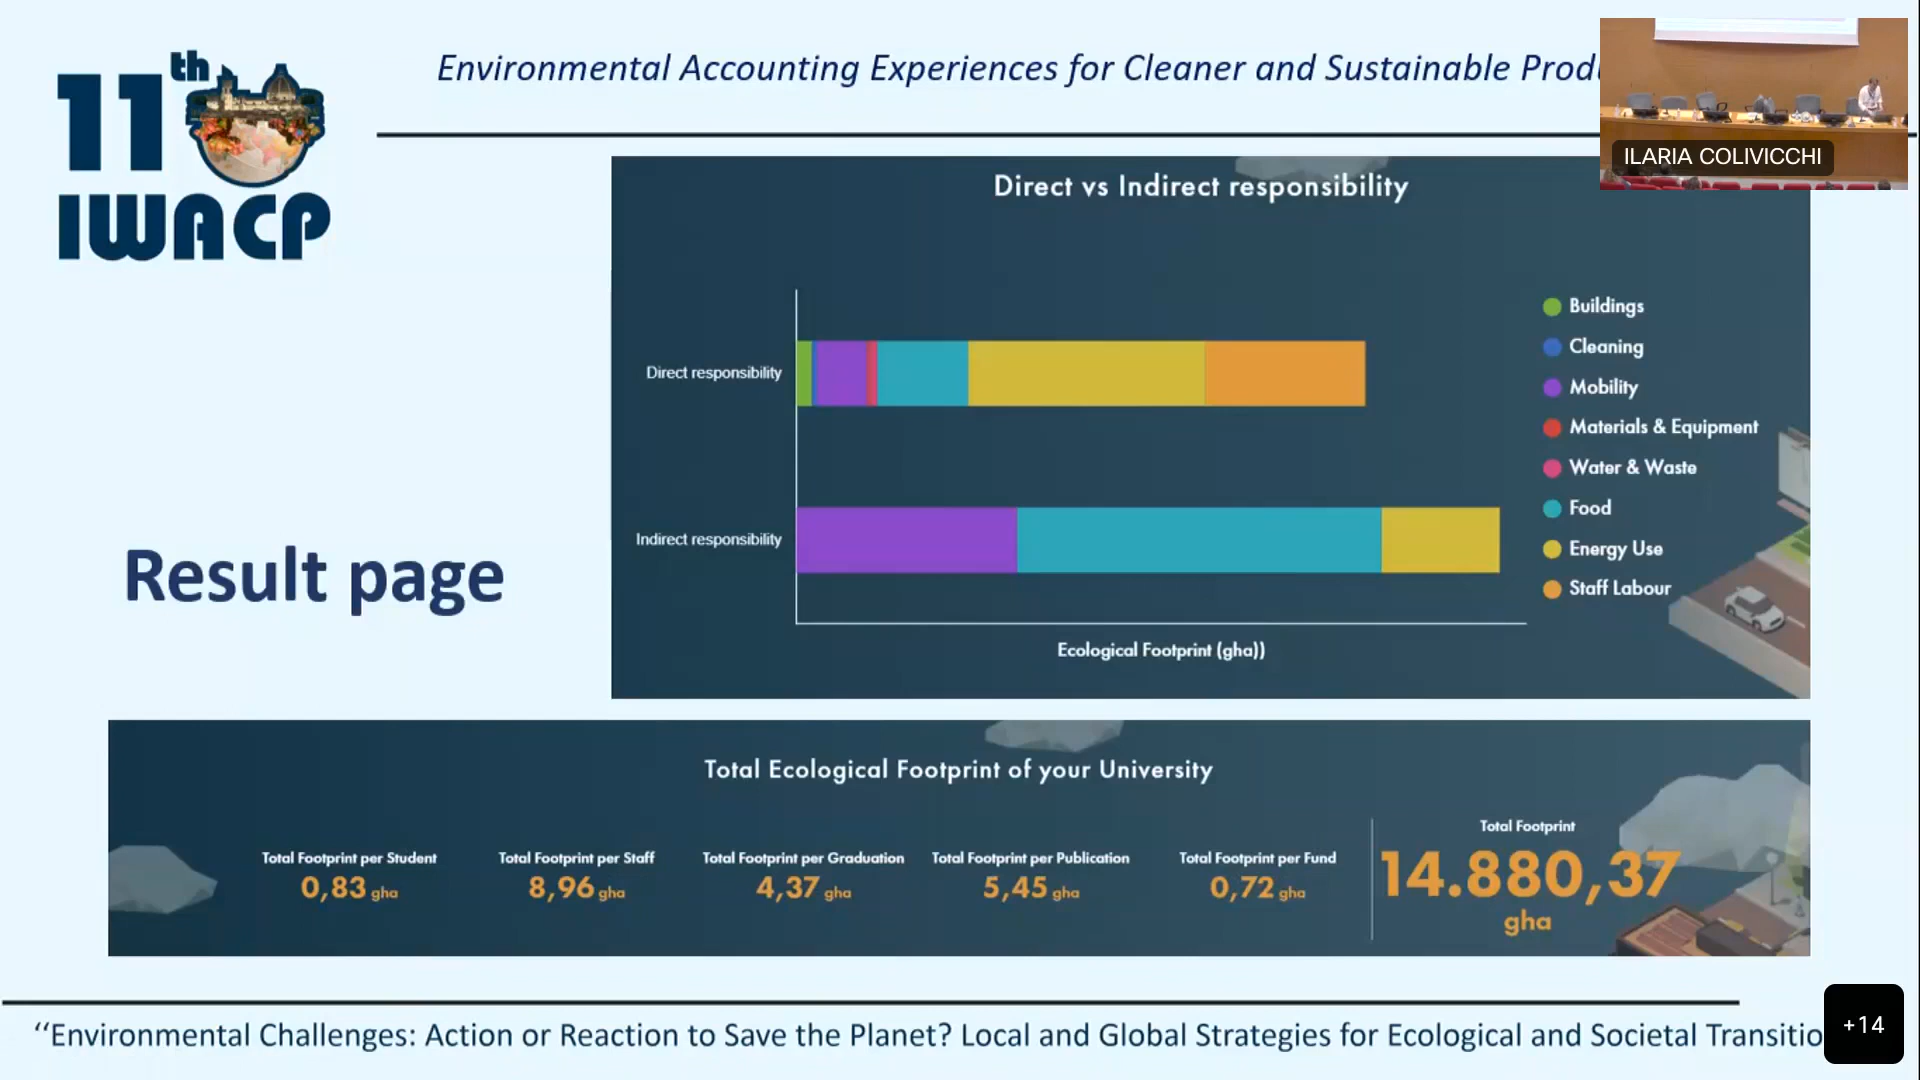 11th
IWACP
Environmental Accounting Experiences for Cleaner and Sustainable
ILARIA COLIVICCHI
Direct vs Indirect responsibility
Direct responsibility
Indirect responsibility
Ecological Footprint (gha))
Buildings
Cleaning
Mobility
Materials & Equipment
Water & Waste
Food
Energy Use
Staff Labour
Result page
Total Ecological Footprint of your University
Total Footprint per Student
0,83 gha
Total Footprint per Staff
8,96 gha
Total Footprint per Graduation
4,37 gha
Total Footprint per Publication
5,45 gha
Total Footprint per Fund
0,72 gha
Total Footprint
14.880,37
gha
“Environmental Challenges: Action or Reaction to Save the Planet? Local and Global Strategies for Ecological and Societal Transitio
+14